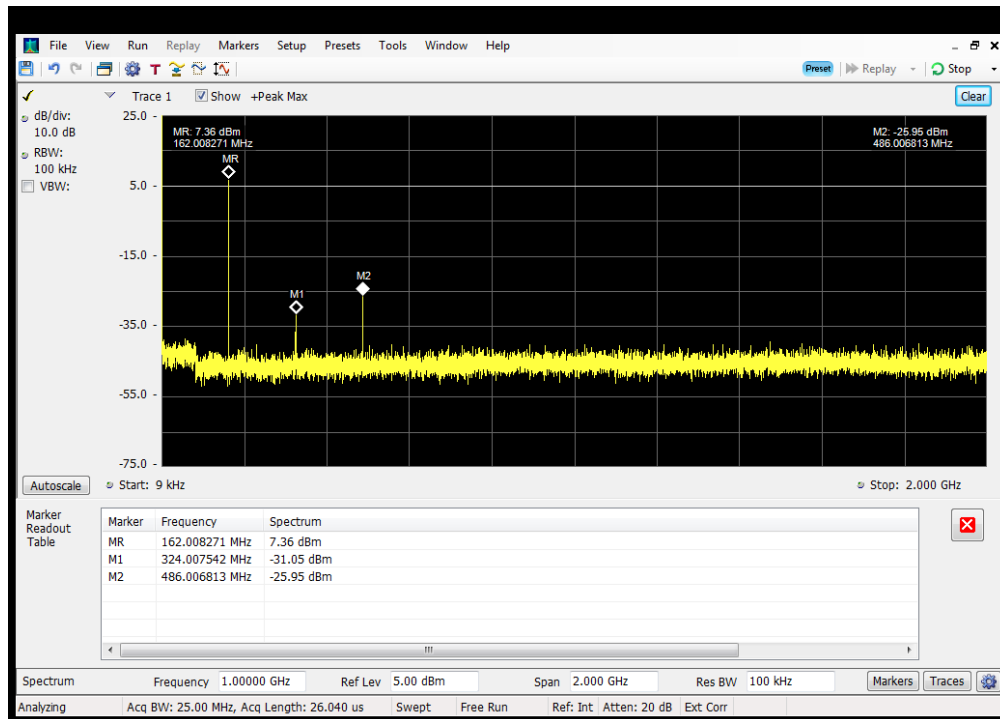 File View Run Replay Markers Setup Presets Tools Window Help
T Preset Replay Stop
Trace 1 Show +Peak Max Clear
dB/div:
10.0 dB
RBW:
100 kHz
VBW:
25.0
5.0
-15.0
-35.0
-55.0
-75.0
MR: 7.36 dBm
162.008271 MHz
M2: -25.95 dBm
486.006813 MHz
MR
M2
M1
Autoscale Start: 9 kHz Stop: 2.000 GHz
Marker
Readout
Table
Marker Frequency Spectrum
MR 162.008271 MHz 7.36 dBm
M1 324.007542 MHz -31.05 dBm
M2 486.006813 MHz -25.95 dBm
Spectrum Frequency 1.00000 GHz Ref Lev 5.00 dBm Span 2.000 GHz Res BW 100 kHz Markers Traces
Analyzing Acq BW: 25.00 MHz, Acq Length: 26.040 us Swept Free Run Ref: Int Atten: 20 dB Ext Corr